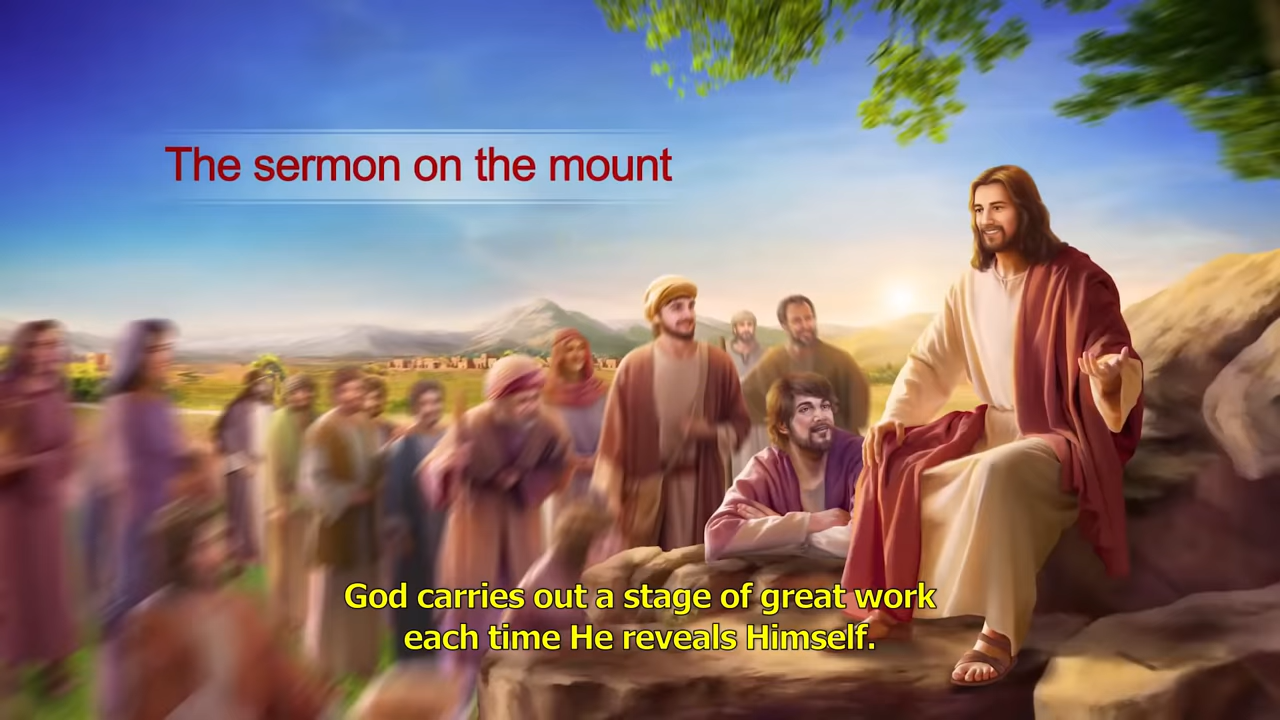 The sermon on the mount
God carries out a stage of great work
each time He reveals Himself.